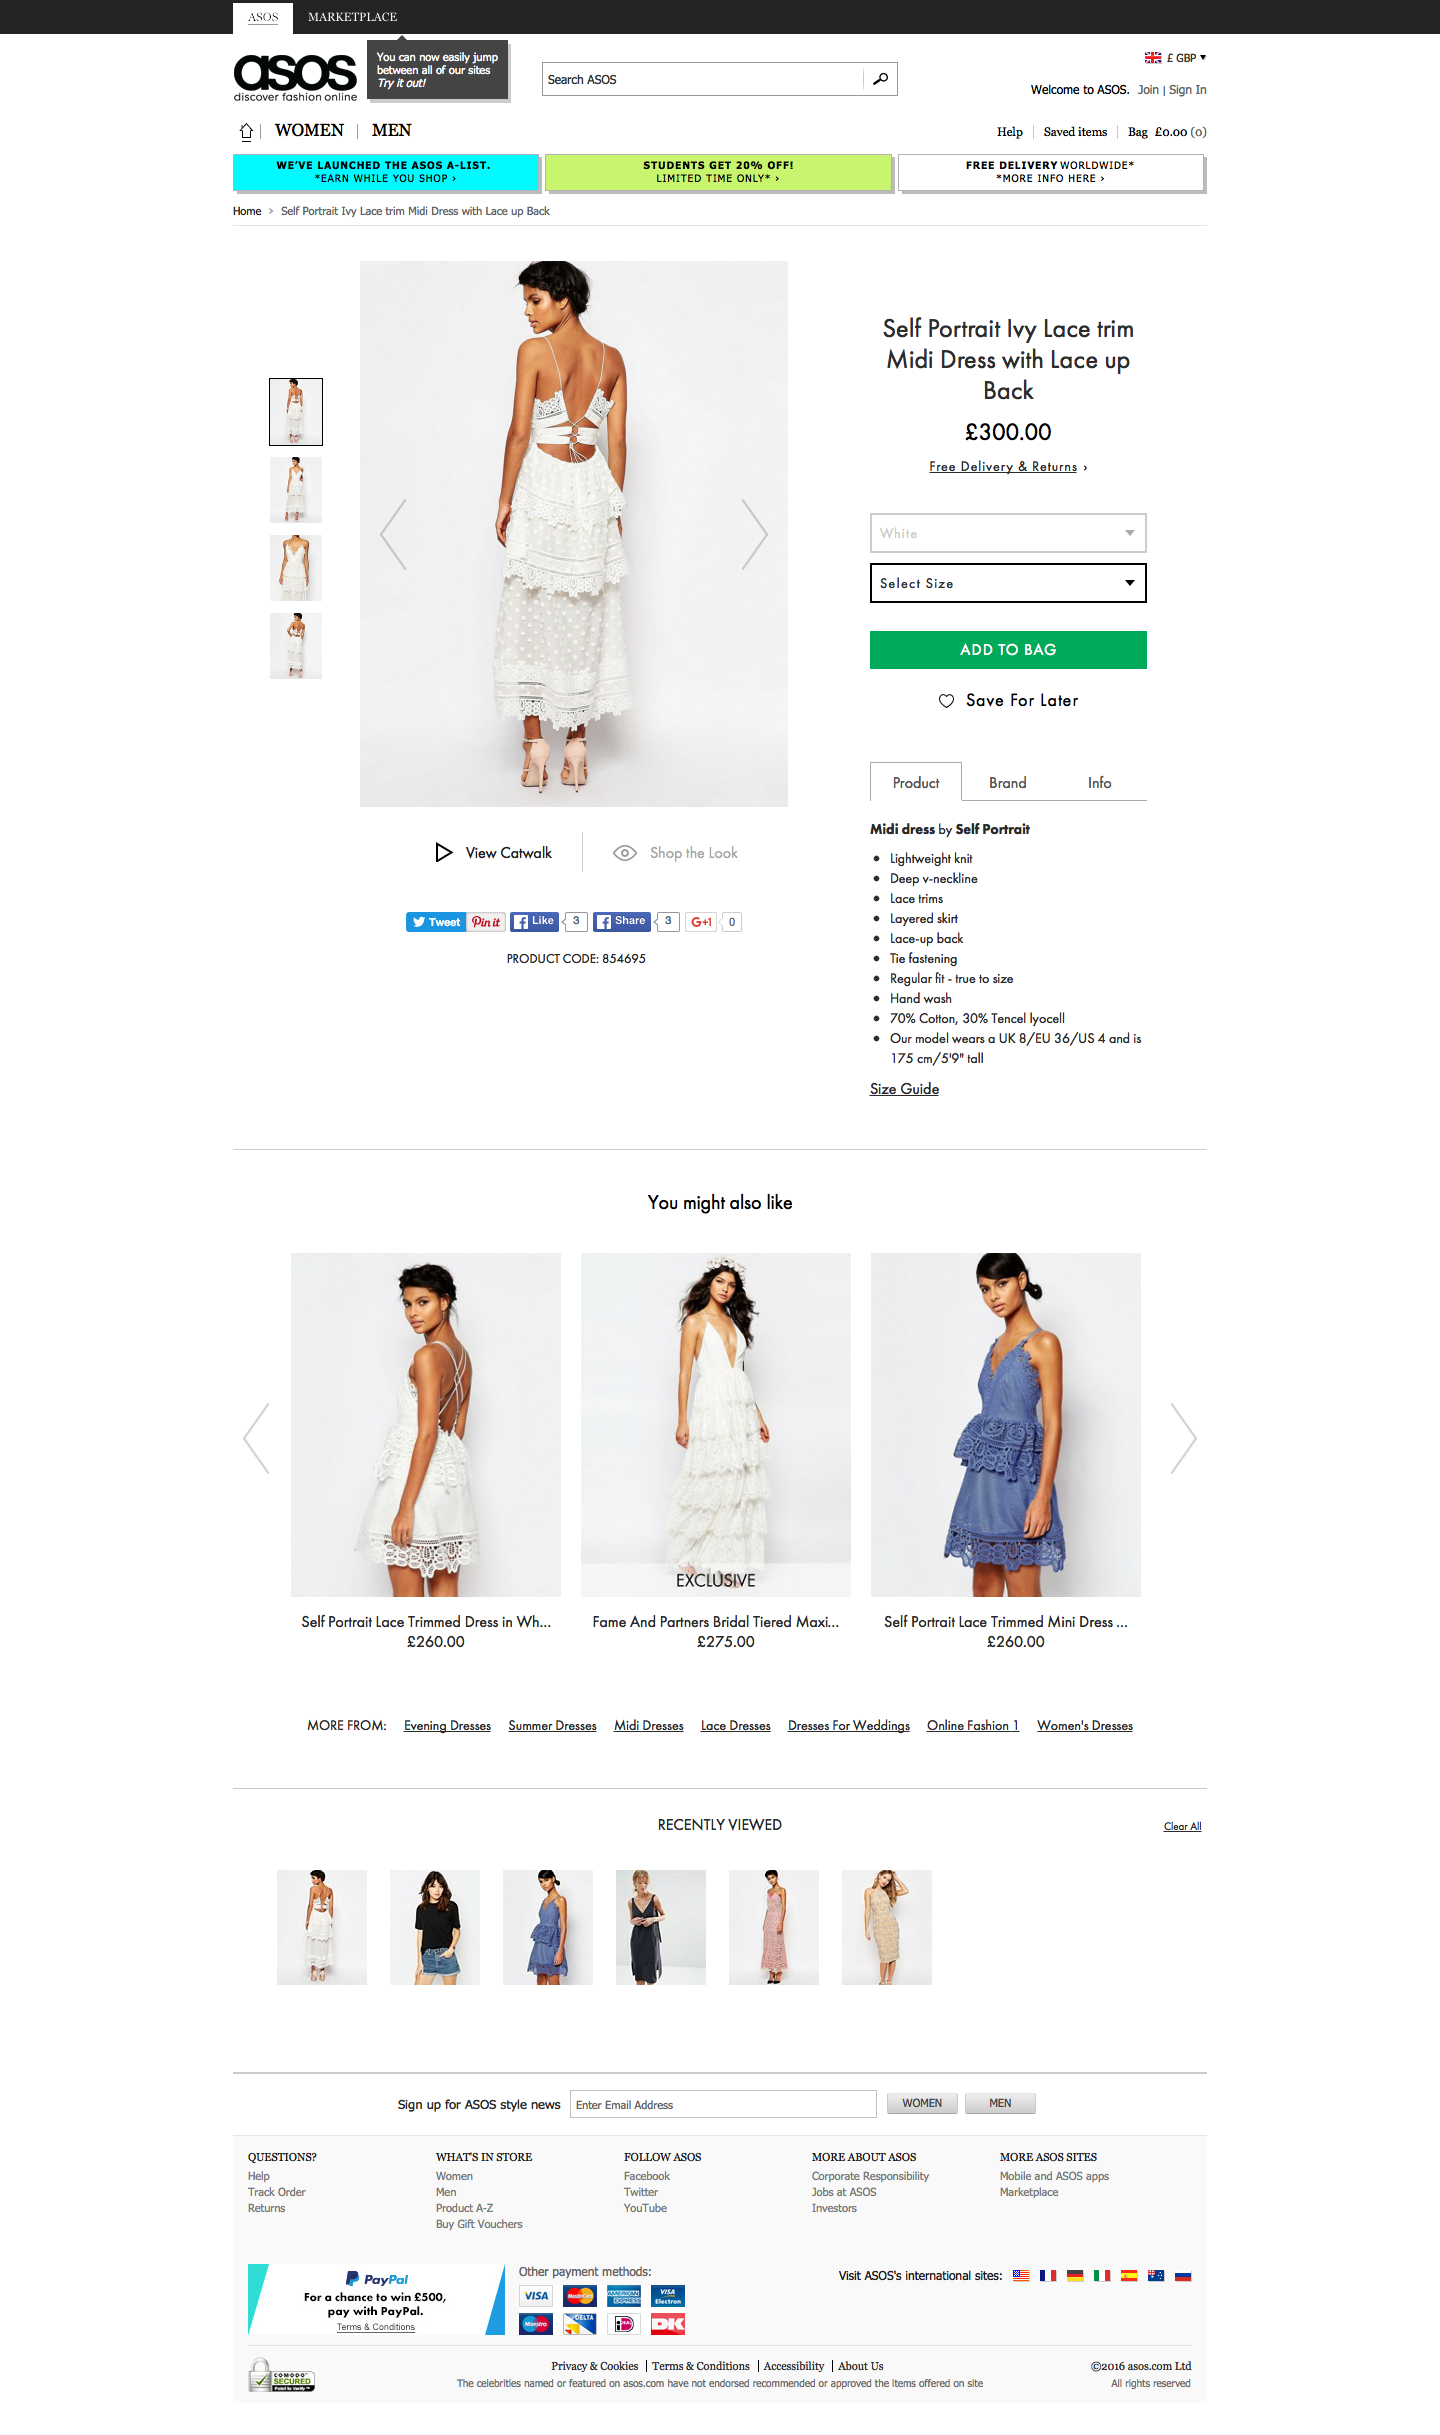 ASOS
MARKETPLACE
You can now easily jump
between all of our sites
Try it out!
asos
discover fashion online
Search ASOS
£ GBP
Welcome to ASOS. Join | Sign In
WOMEN
MEN
Help
Saved items
Bag £0.00 (0)
WE'VE LAUNCHED THE ASOS A-LIST.
*EARN WHILE YOU SHOP ›
STUDENTS GET 20% OFF!
LIMITED TIME ONLY* ›
FREE DELIVERY WORLDWIDE*
*MORE INFO HERE ›
Home › Self Portrait Ivy Lace trim Midi Dress with Lace up Back
Self Portrait Ivy Lace trim
Midi Dress with Lace up
Back
£300.00
Free Delivery & Returns ›
White
Select Size
ADD TO BAG
Save For Later
Product
Brand
Info
Midi dress by Self Portrait
• Lightweight knit
• Deep v-neckline
• Lace trims
• Layered skirt
• Lace-up back
• Tie fastening
• Regular fit - true to size
• Hand wash
• 70% Cotton, 30% Tencel lyocell
• Our model wears a UK 8/EU 36/US 4 and is
175 cm/5'9" tall
Size Guide
View Catwalk
Shop the Look
Tweet Pin it Like 3 Share 3 G+1 0
PRODUCT CODE: 854695
You might also like
EXCLUSIVE
Self Portrait Lace Trimmed Dress in Wh...
£260.00
Fame And Partners Bridal Tiered Maxi...
£275.00
Self Portrait Lace Trimmed Mini Dress ...
£260.00
MORE FROM: Evening Dresses Summer Dresses Midi Dresses Lace Dresses Dresses For Weddings Online Fashion 1 Women's Dresses
RECENTLY VIEWED
Clear All
Sign up for ASOS style news
Enter Email Address
WOMEN
MEN
QUESTIONS?
Help
Track Order
Returns
WHAT'S IN STORE
Women
Men
Product A-Z
Buy Gift Vouchers
FOLLOW ASOS
Facebook
Twitter
YouTube
MORE ABOUT ASOS
Corporate Responsibility
Jobs at ASOS
Investors
MORE ASOS SITES
Mobile and ASOS apps
Marketplace
PayPal
For a chance to win £500,
pay with PayPal.
Terms & Conditions
Other payment methods:
VISA
MasterCard
AMERICAN EXPRESS
VISA Electron
Maestro
DELTA
iDEAL
DK
Visit ASOS's international sites:
COMODO
SECURED
Point to Verify
Privacy & Cookies | Terms & Conditions | Accessibility | About Us
The celebrities named or featured on asos.com have not endorsed recommended or approved the items offered on site
©2016 asos.com Ltd
All rights reserved